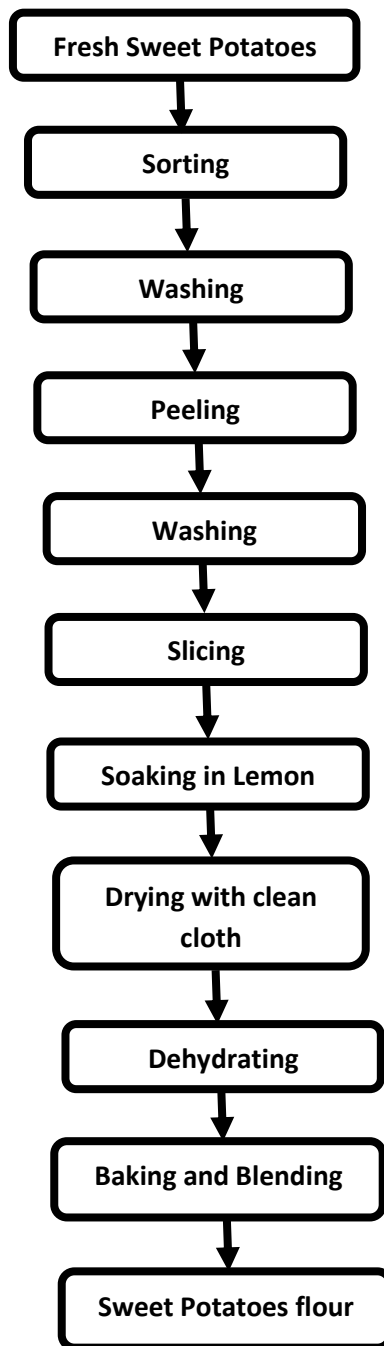 Fresh Sweet Potatoes
Sorting
Washing
Peeling
Washing
Slicing
Soaking in Lemon
Drying with clean
cloth
Dehydrating
Baking and Blending
Sweet Potatoes flour